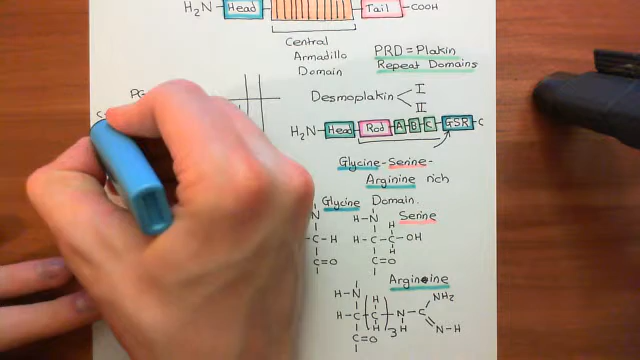 H₂N Head Tail COOH
Central
Armadillo
Domain
PRD = Plakin
Repeat Domains
Desmoplakin I
II
H₂N Head Rod A B C GSR C
Glycine-Serine-
Arginine rich
Domain.
Glycine
Serine
N H-N H
C-H H-C-C-OH
H
C=O C=O
Arginine
H-N H NH₂
H-C C N-C
H 3 H N-H
C=O
PG